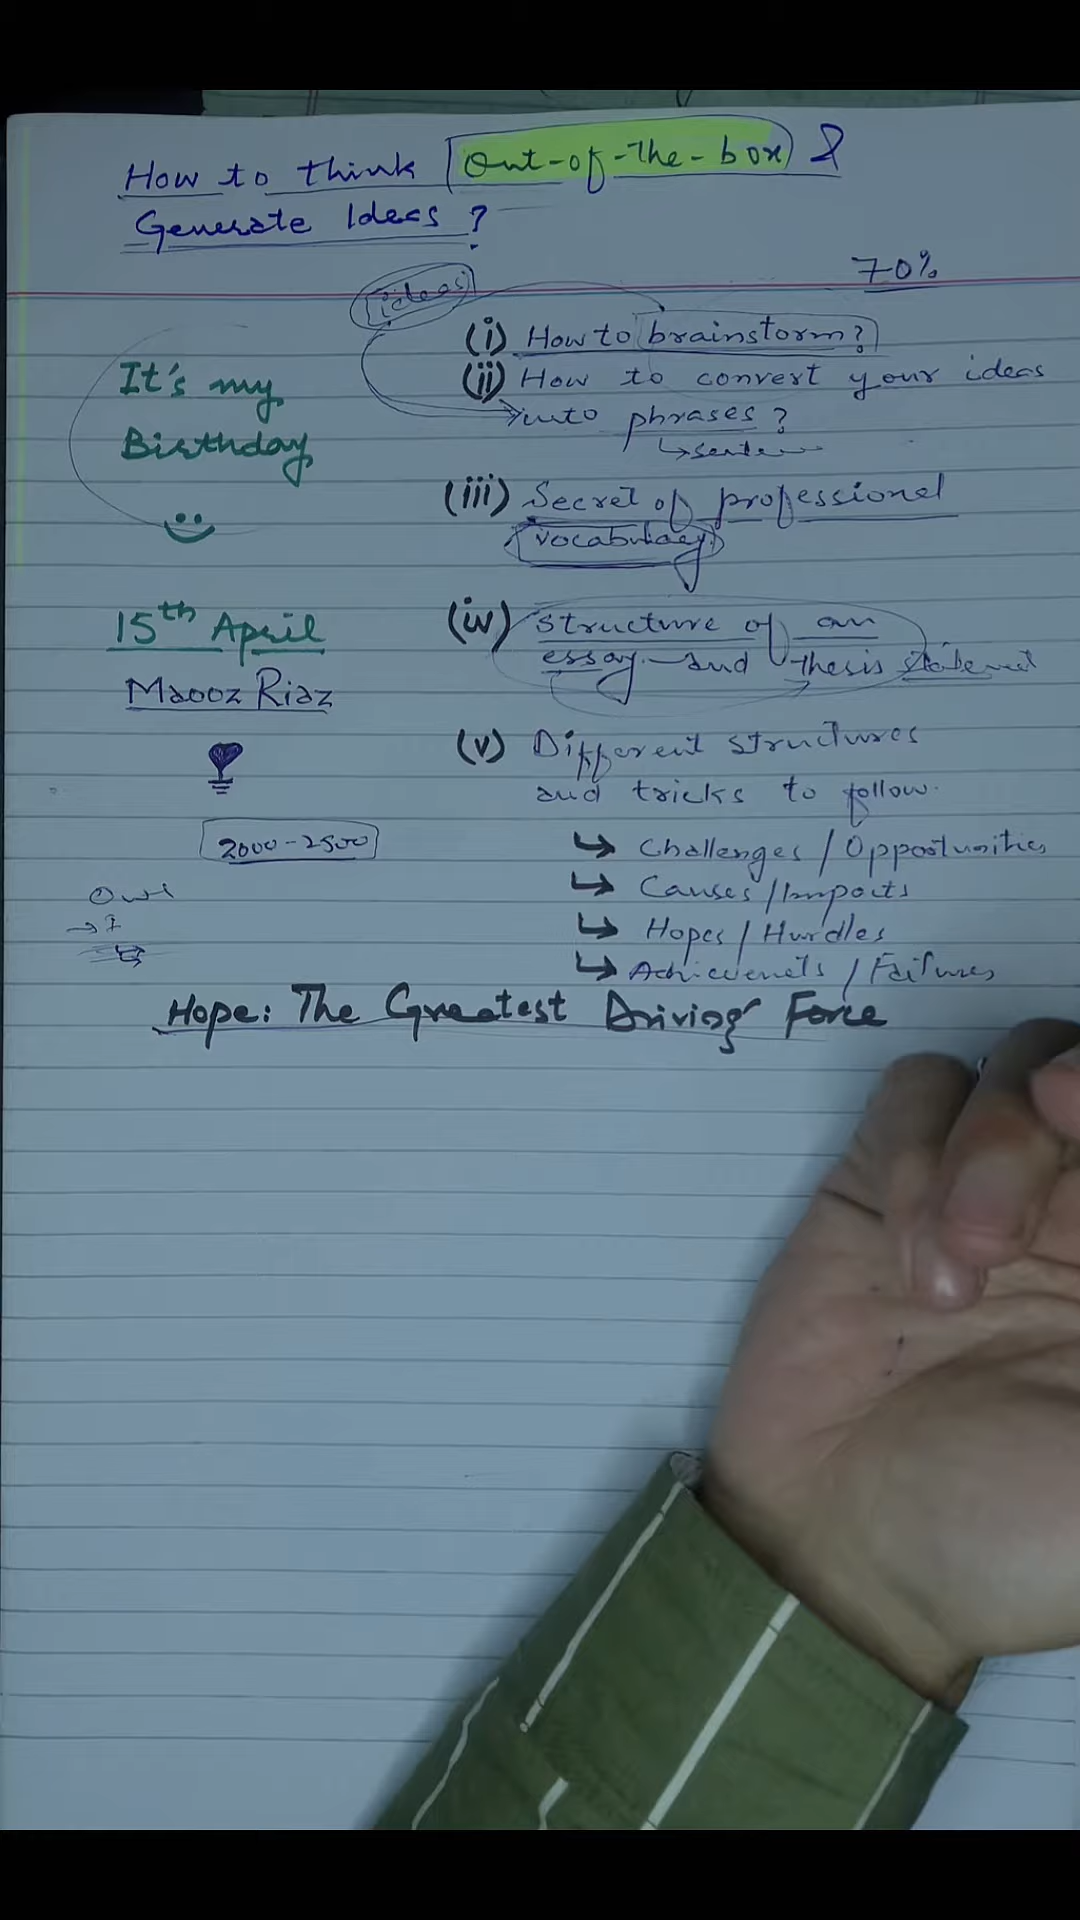 How to think Out-of-the-box &
Generate Ideas ?
70%
ideas
(i) How to brainstorm?
(ii) How to convert your ideas
into phrases ?
(iii) Secret of professional
vocabulary
(iv) Structure of an
essay and thesis statement
(v) Different structures
and tricks to follow.
Challenges / Opportunities
Causes / Impacts
Hopes / Hurdles
Achievements / Failures
It's my
Birthday
15th April
Maooz Riaz
2000-2500
Hope: The Greatest Driving Force